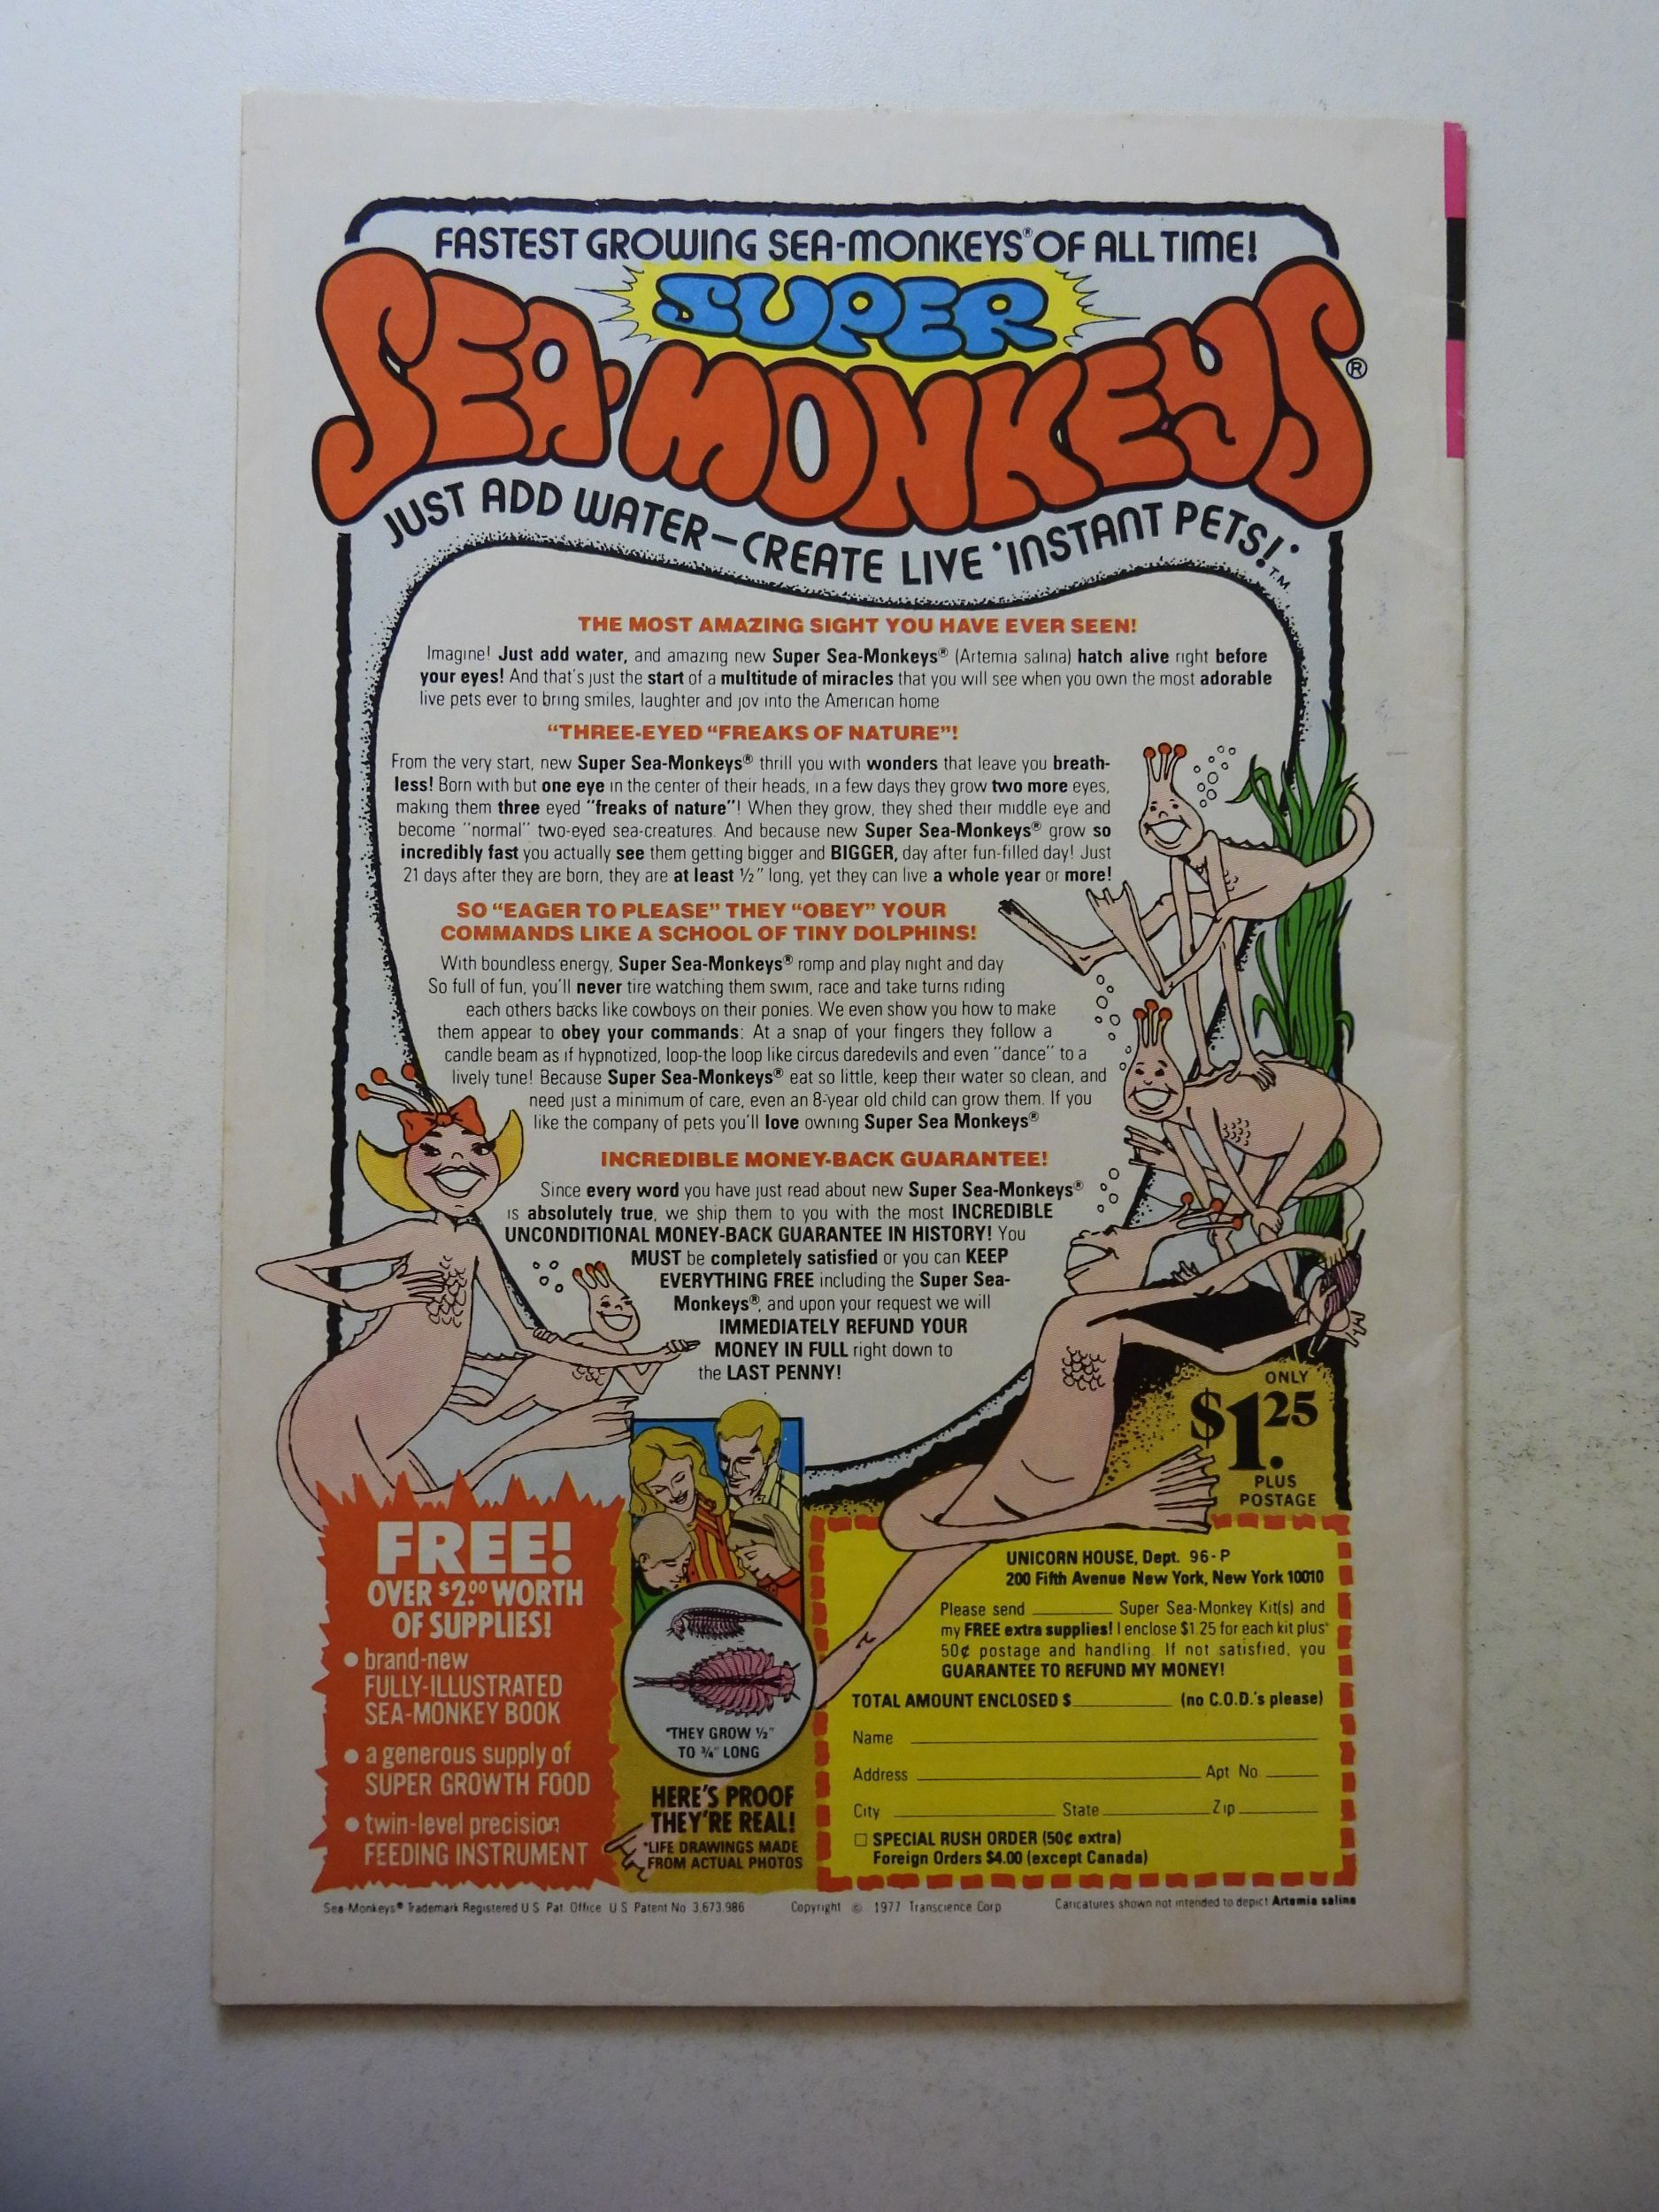 FASTEST GROWING SEA-MONKEYS® OF ALL TIME!
SUPER
SEA-MONKEYS®
JUST ADD WATER—CREATE LIVE 'INSTANT PETS!' T.M.
THE MOST AMAZING SIGHT YOU HAVE EVER SEEN!
Imagine! Just add water, and amazing new Super Sea-Monkeys® (Artemia salina) hatch alive right before
your eyes! And that's just the start of a multitude of miracles that you will see when you own the most adorable
live pets ever to bring smiles, laughter and joy into the American home
"THREE-EYED "FREAKS OF NATURE"!
From the very start, new Super Sea-Monkeys® thrill you with wonders that leave you breath-
less! Born with but one eye in the center of their heads, in a few days they grow two more eyes,
making them three eyed "freaks of nature"! When they grow, they shed their middle eye and
become "normal" two-eyed sea-creatures. And because new Super Sea-Monkeys® grow so
incredibly fast you actually see them getting bigger and BIGGER, day after fun-filled day! Just
21 days after they are born, they are at least ½" long, yet they can live a whole year or more!
SO "EAGER TO PLEASE" THEY "OBEY" YOUR
COMMANDS LIKE A SCHOOL OF TINY DOLPHINS!
With boundless energy, Super Sea-Monkeys® romp and play night and day
So full of fun, you'll never tire watching them swim, race and take turns riding
each others backs like cowboys on their ponies. We even show you how to make
them appear to obey your commands: At a snap of your fingers they follow a
candle beam as if hypnotized, loop-the loop like circus daredevils and even "dance" to a
lively tune! Because Super Sea-Monkeys® eat so little, keep their water so clean, and
need just a minimum of care, even an 8-year old child can grow them. If you
like the company of pets you'll love owning Super Sea Monkeys®
INCREDIBLE MONEY-BACK GUARANTEE!
Since every word you have just read about new Super Sea-Monkeys®
is absolutely true, we ship them to you with the most INCREDIBLE
UNCONDITIONAL MONEY-BACK GUARANTEE IN HISTORY! You
MUST be completely satisfied or you can KEEP
EVERYTHING FREE including the Super Sea-
Monkeys®, and upon your request we will
IMMEDIATELY REFUND YOUR
MONEY IN FULL right down to
the LAST PENNY!
ONLY
$1.25
PLUS
POSTAGE
FREE!
OVER $2.00 WORTH
OF SUPPLIES!
• brand-new
FULLY-ILLUSTRATED
SEA-MONKEY BOOK
• a generous supply of
SUPER GROWTH FOOD
• twin-level precision
FEEDING INSTRUMENT
*THEY GROW ½"
TO ¾" LONG
HERE'S PROOF
THEY'RE REAL!
*LIFE DRAWINGS MADE
FROM ACTUAL PHOTOS
UNICORN HOUSE, Dept. 96-P
200 Fifth Avenue New York, New York 10010
Please send ______ Super Sea-Monkey Kit(s) and
my FREE extra supplies! I enclose $1.25 for each kit plus
50¢ postage and handling. If not satisfied, you
GUARANTEE TO REFUND MY MONEY!
TOTAL AMOUNT ENCLOSED $______ (no C.O.D.'s please)
Name ______
Address ______ Apt No ______
City ______ State ______ Zip ______
☐ SPECIAL RUSH ORDER (50¢ extra)
Foreign Orders $4.00 (except Canada)
Sea-Monkeys® Trademark Registered U S Pat Office U S Patent No 3,673,986 Copyright © 1977 Transcience Corp Caricatures shown not intended to depict Artemia salina